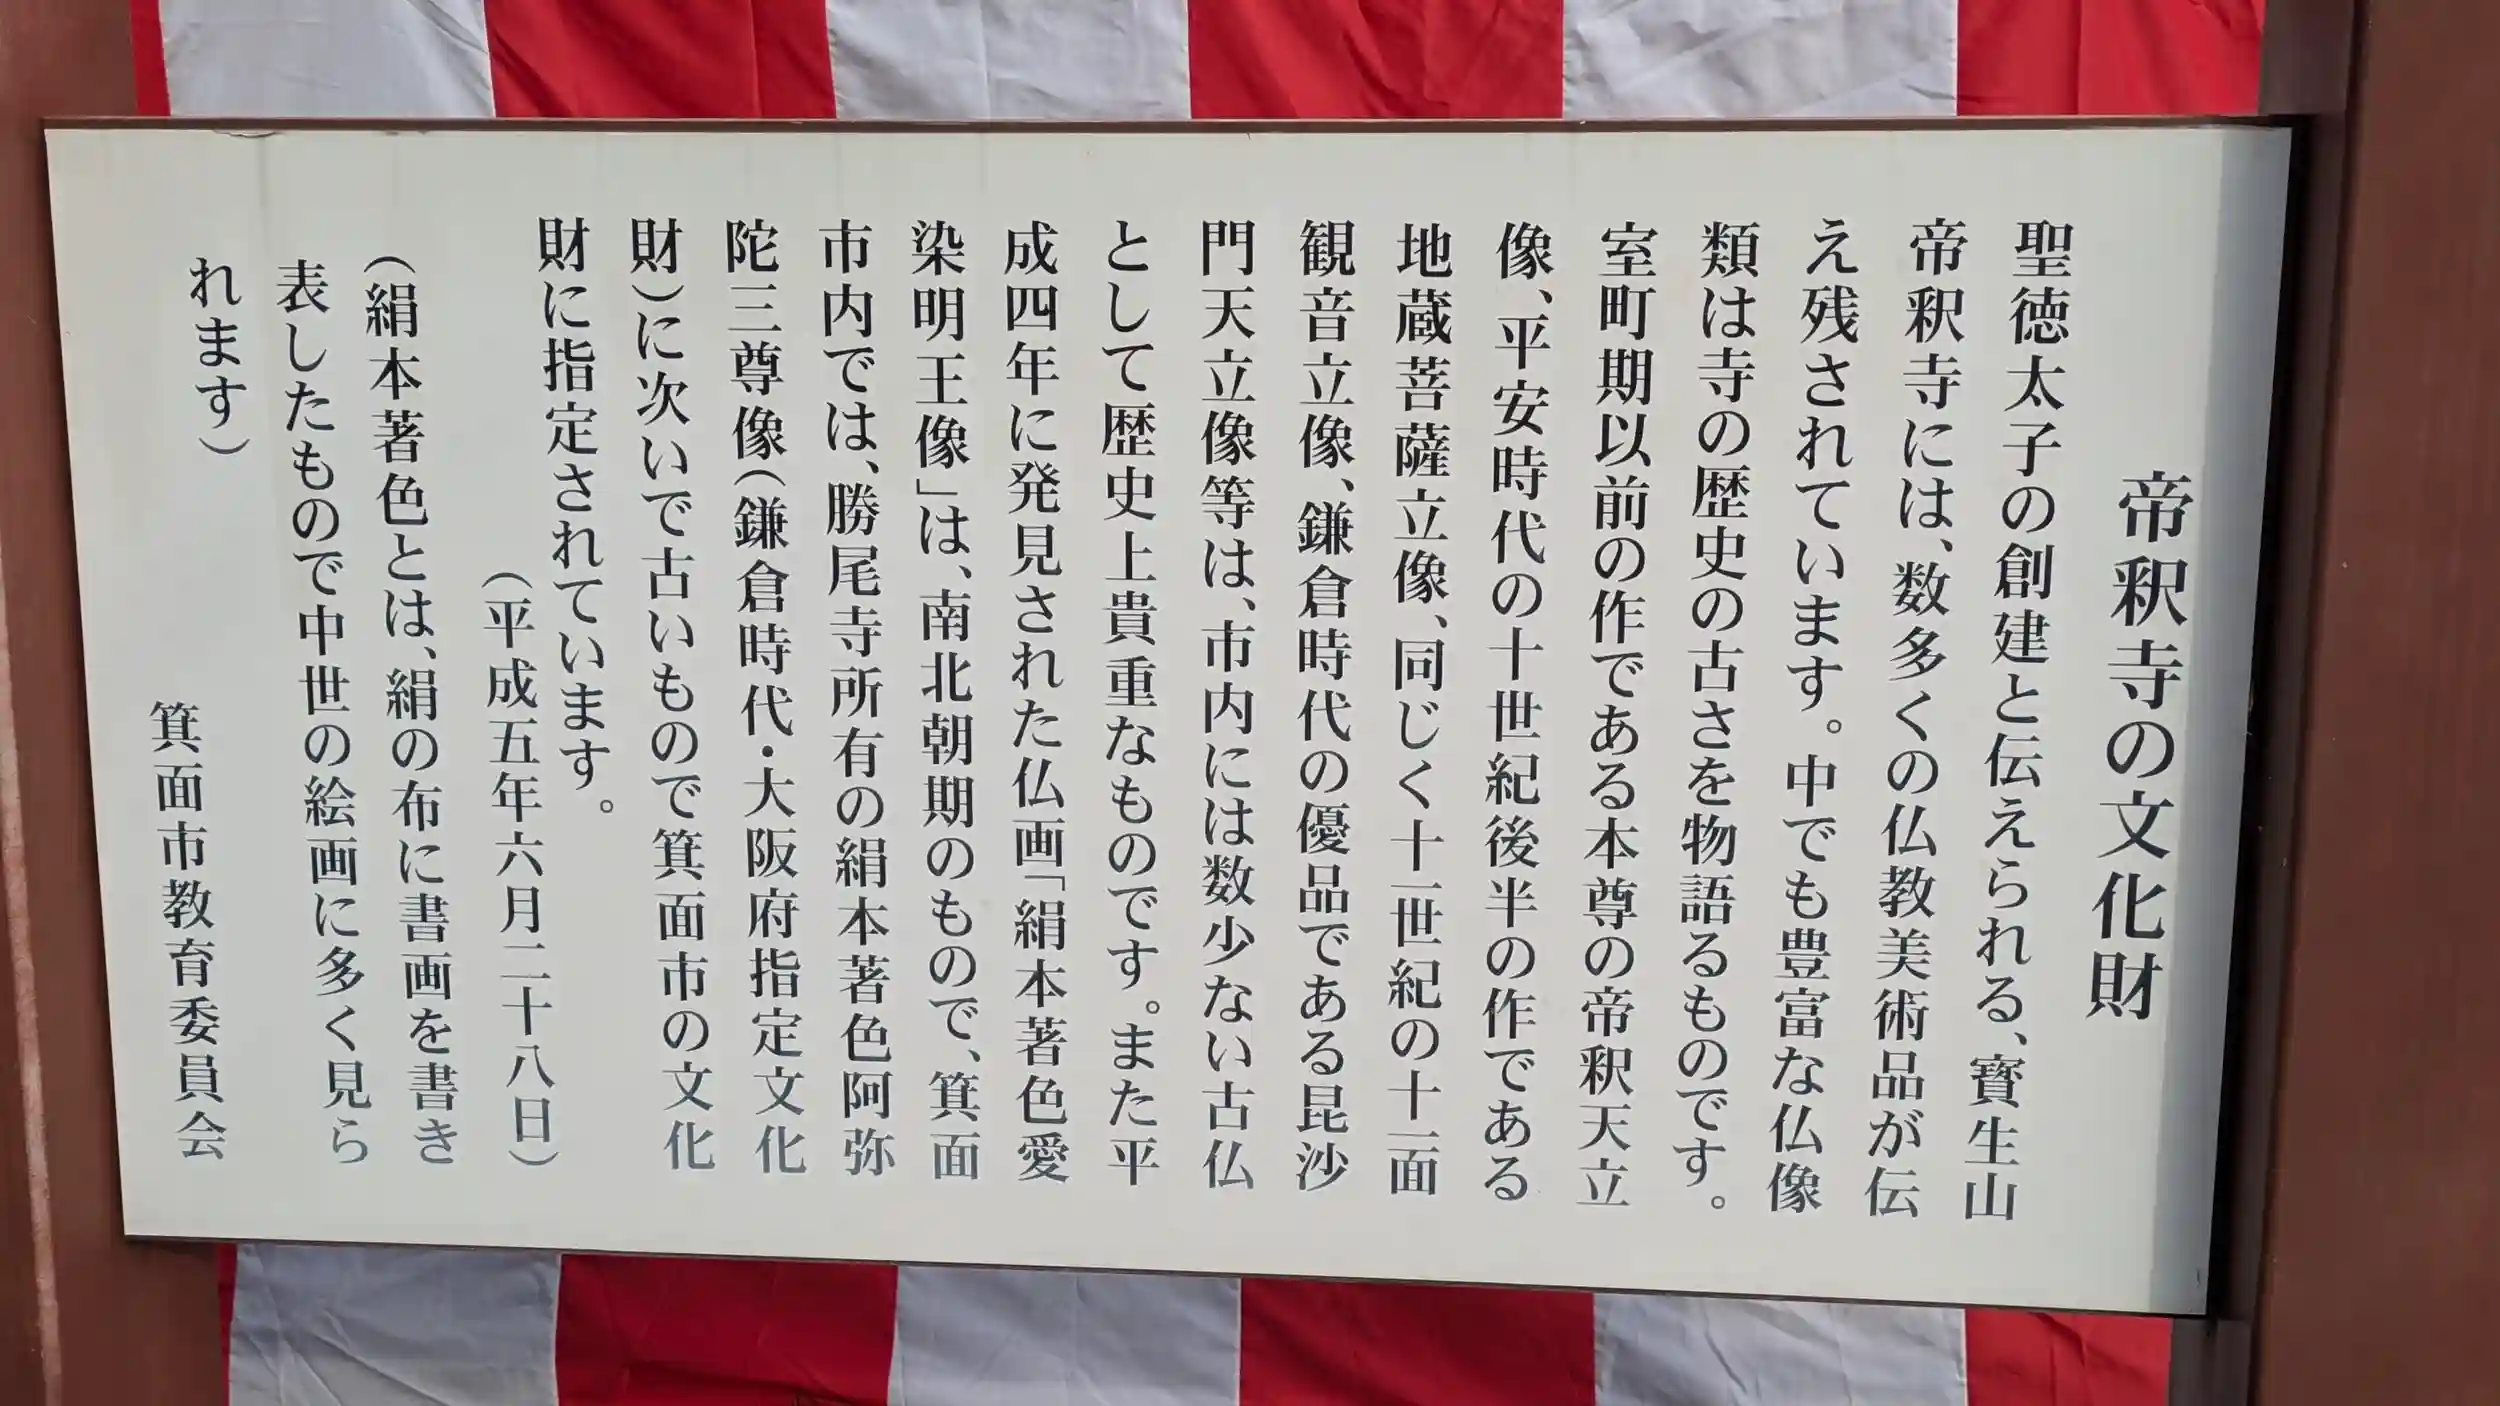 帝釈寺の文化財
聖徳太子の創建と伝えられる、寳生山
帝釈寺には、数多くの仏教美術品が伝
え残されています。中でも豊富な仏像
類は寺の歴史の古さを物語るものです。
室町期以前の作である本尊の帝釈天立
像、平安時代の十世紀後半の作である
地蔵菩薩立像、同じく十一世紀の十一面
観音立像、鎌倉時代の優品である昆沙
門天立像等は、市内には数少ない古仏
として歴史上貴重なものです。また平
成四年に発見された仏画「絹本著色愛
染明王像」は、南北朝期のもので、箕面
市内では、勝尾寺所有の絹本著色阿弥
陀三尊像(鎌倉時代・大阪府指定文化
財)に次いで古いもので箕面市の文化
財に指定されています。
(平成五年六月二十八日)
(絹本著色とは、絹の布に書画を書き
表したもので中世の絵画に多く見ら
れます)
箕面市教育委員会